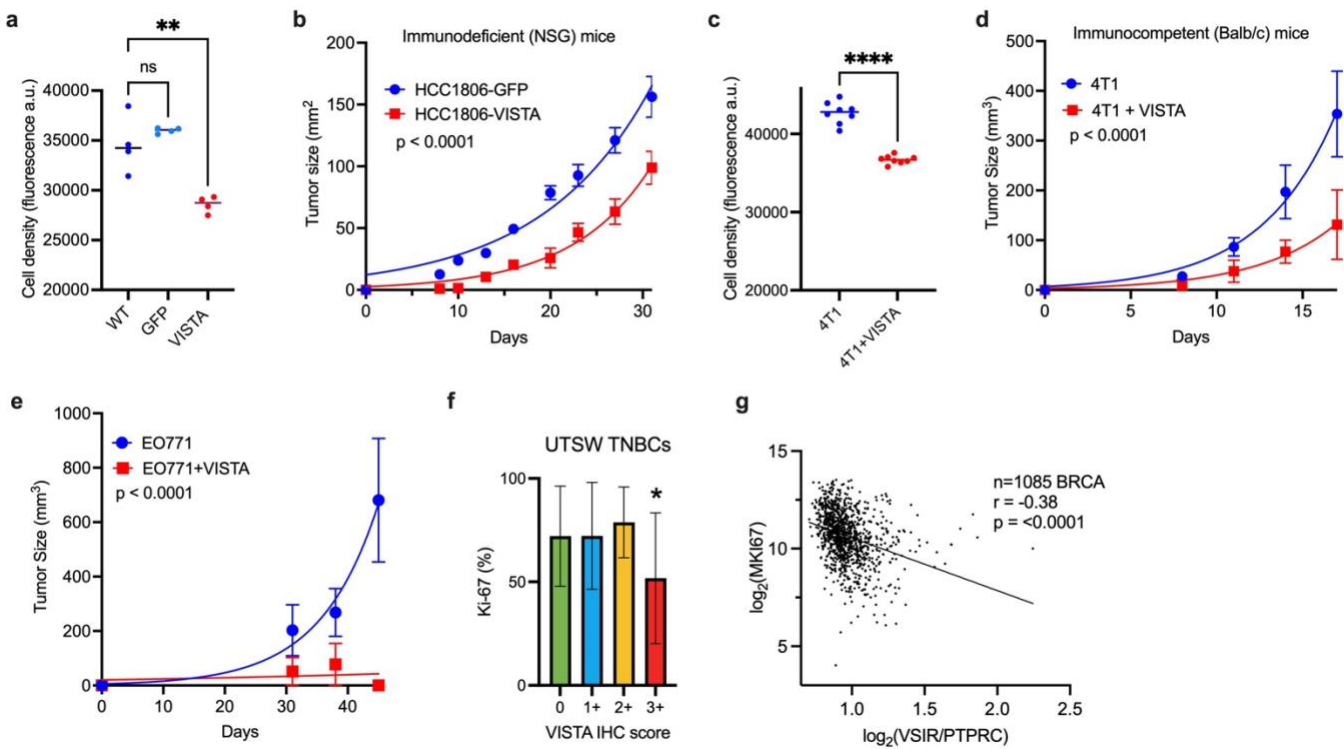 a
**
ns
40000
35000
30000
25000
20000
Cell density (fluorescence a.u.)
WT
GFP
VISTA
b
Immunodeficient (NSG) mice
HCC1806-GFP
HCC1806-VISTA
p < 0.0001
200
150
100
50
0
Tumor size (mm2)
0
10
20
30
Days
c
****
40000
30000
20000
Cell density (fluorescence a.u.)
4T1
4T1+VISTA
d
Immunocompetent (Balb/c) mice
4T1
4T1 + VISTA
p < 0.0001
500
400
300
200
100
0
Tumor Size (mm3)
0
5
10
15
Days
e
EO771
EO771+VISTA
p < 0.0001
1000
800
600
400
200
0
Tumor Size (mm3)
0
10
20
30
40
Days
f
UTSW TNBCs
*
100
50
0
Ki-67 (%)
0
1+
2+
3+
VISTA IHC score
g
15
10
5
log2(MKI67)
n=1085 BRCA
r = -0.38
p = <0.0001
1.0
1.5
2.0
2.5
log2(VSIR/PTPRC)